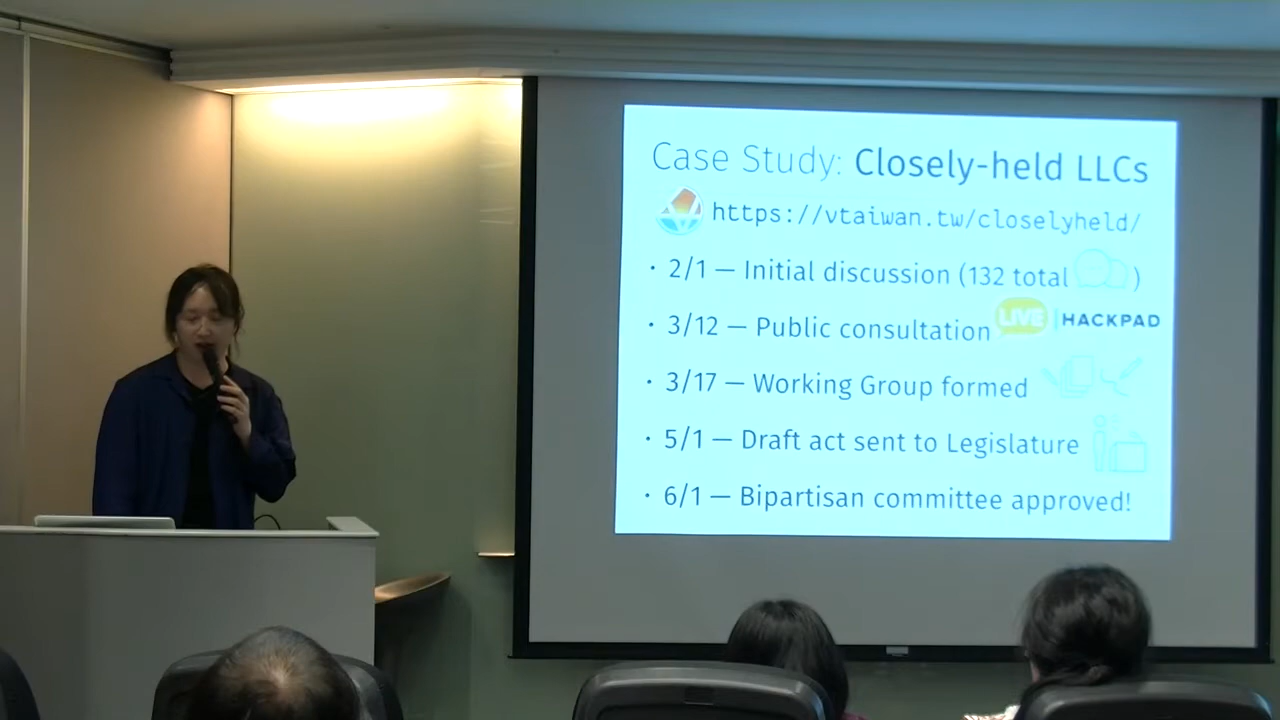 Case Study: Closely-held LLCs
https://vtaiwan.tw/closelyheld/
· 2/1 — Initial discussion (132 total )
· 3/12 — Public consultation LIVE HACKPAD
· 3/17 — Working Group formed
· 5/1 — Draft act sent to Legislature
· 6/1 — Bipartisan committee approved!